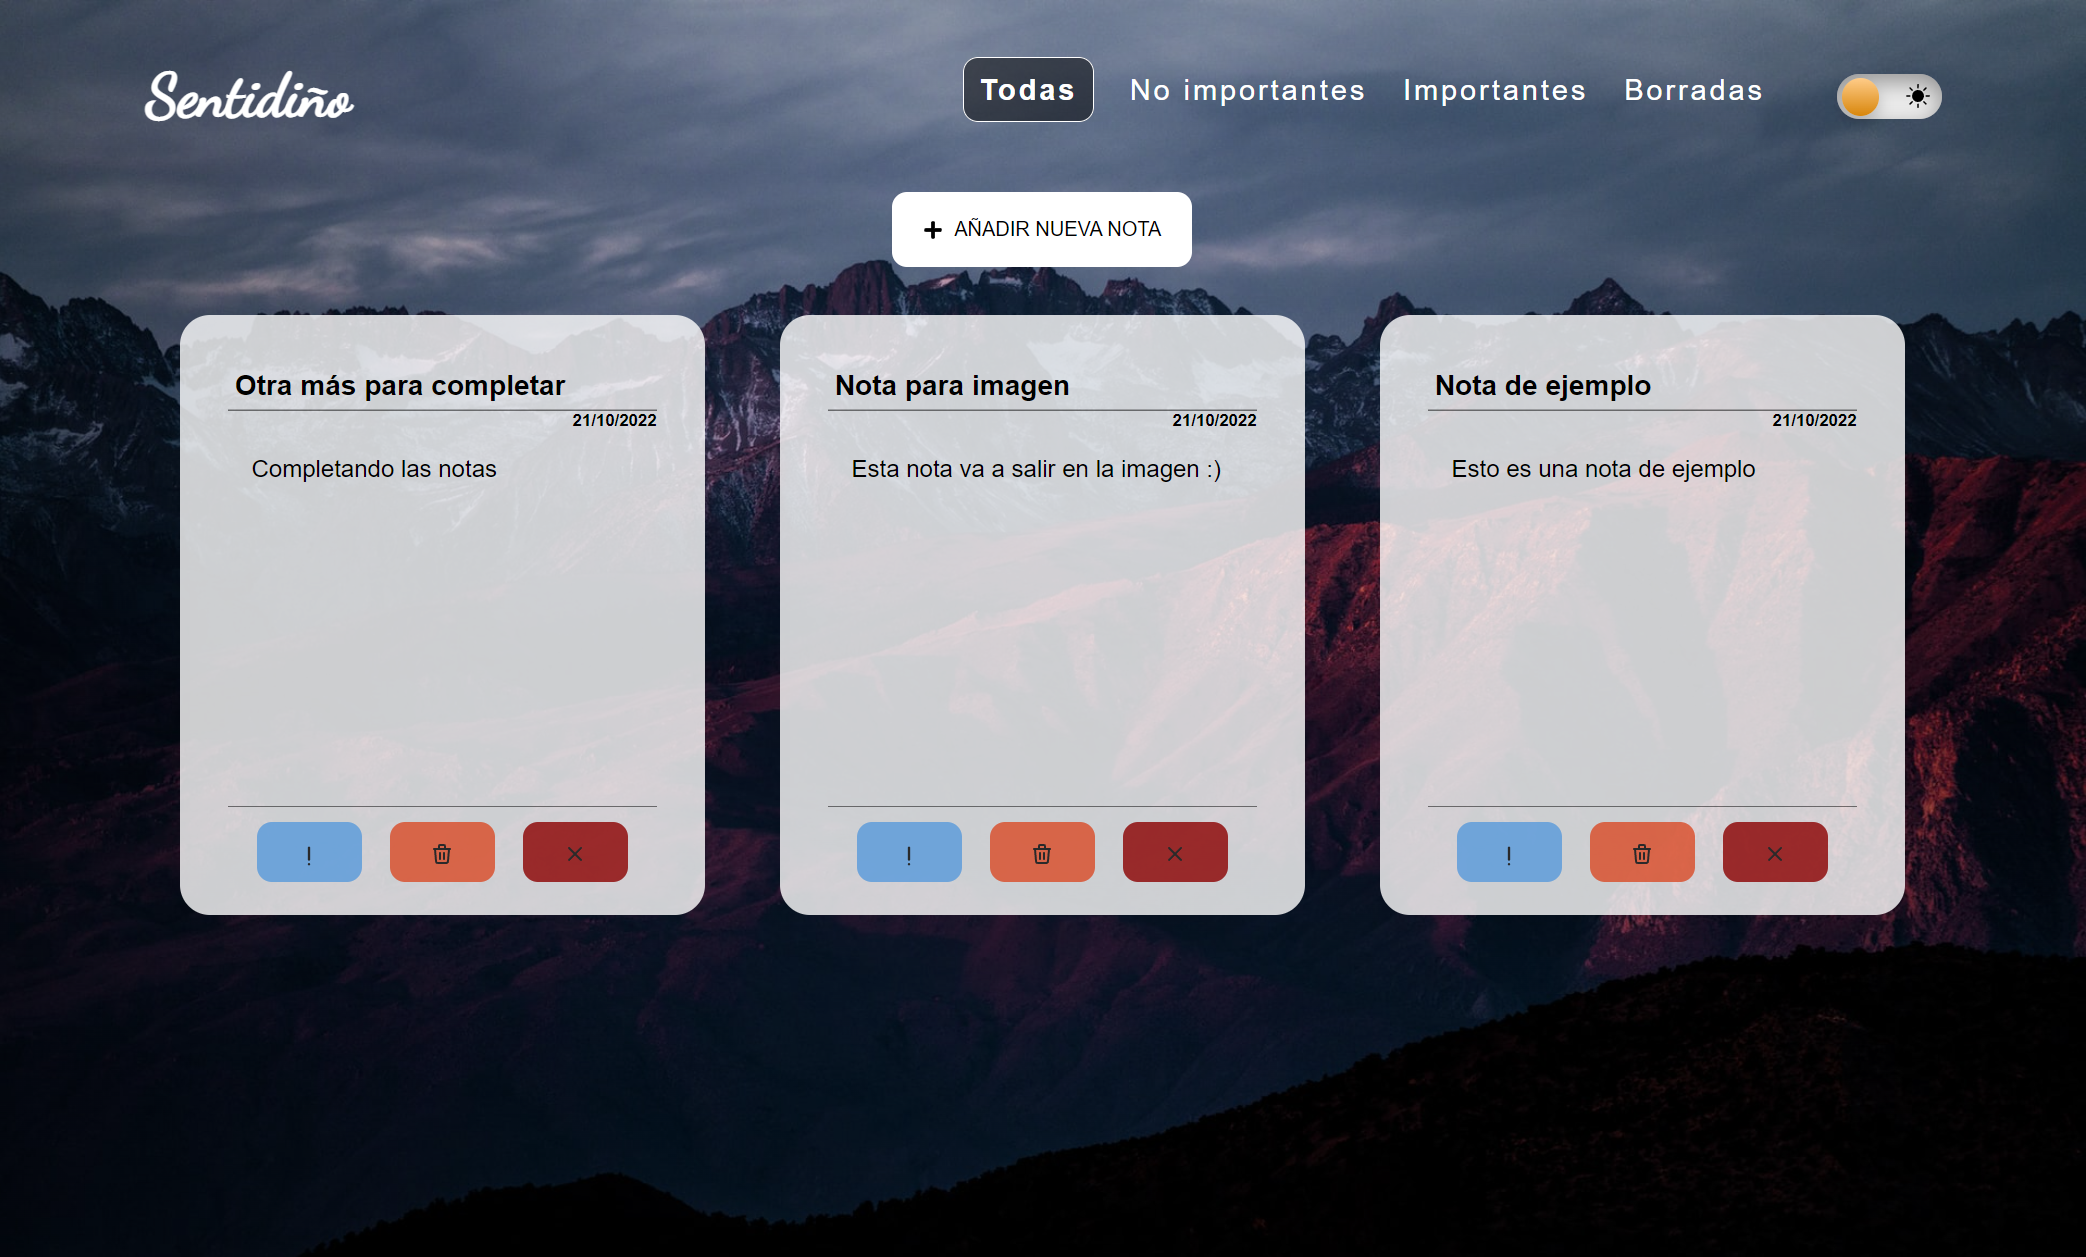 Sentidiño
Todas
No importantes
Importantes
Borradas
AÑADIR NUEVA NOTA
Otra más para completar
21/10/2022
Completando las notas
!
Nota para imagen
21/10/2022
Esta nota va a salir en la imagen :)
!
Nota de ejemplo
21/10/2022
Esto es una nota de ejemplo
!